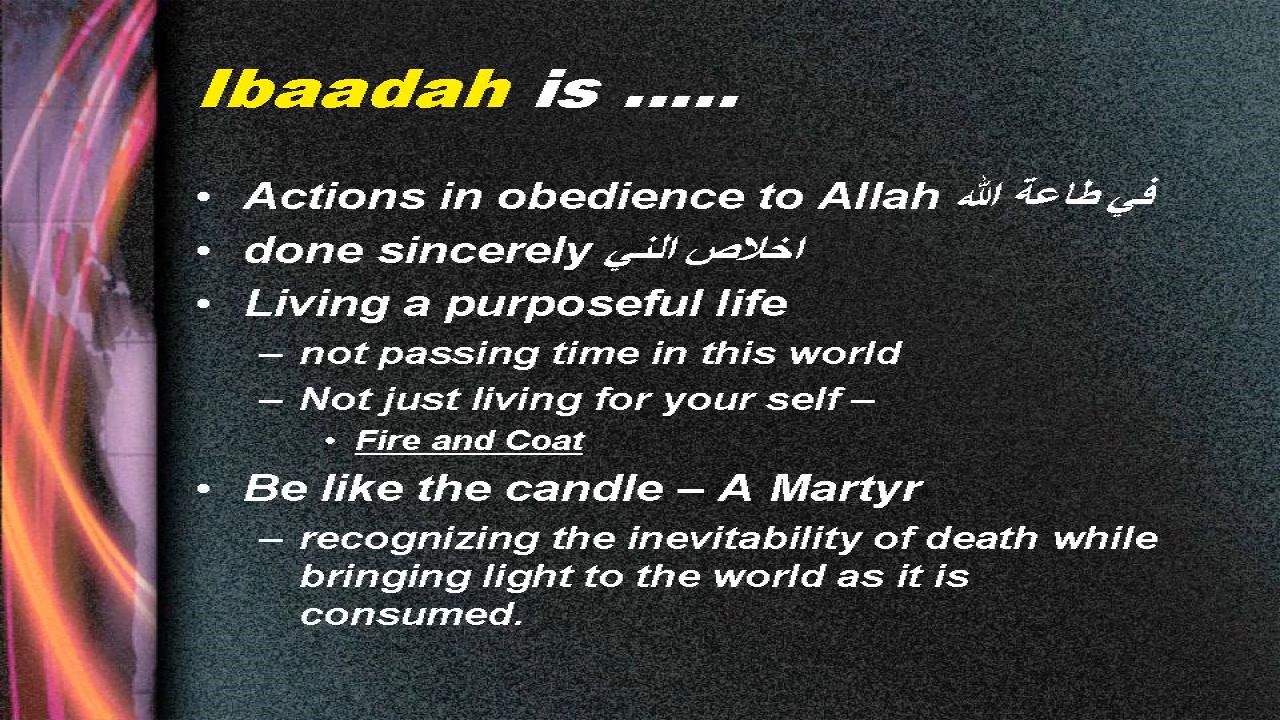 Ibaadah is .....
• Actions in obedience to Allah في طاعة الله
• done sincerely اخلاص الني
• Living a purposeful life
– not passing time in this world
– Not just living for your self –
• Fire and Coat
• Be like the candle – A Martyr
– recognizing the inevitability of death while
bringing light to the world as it is
consumed.